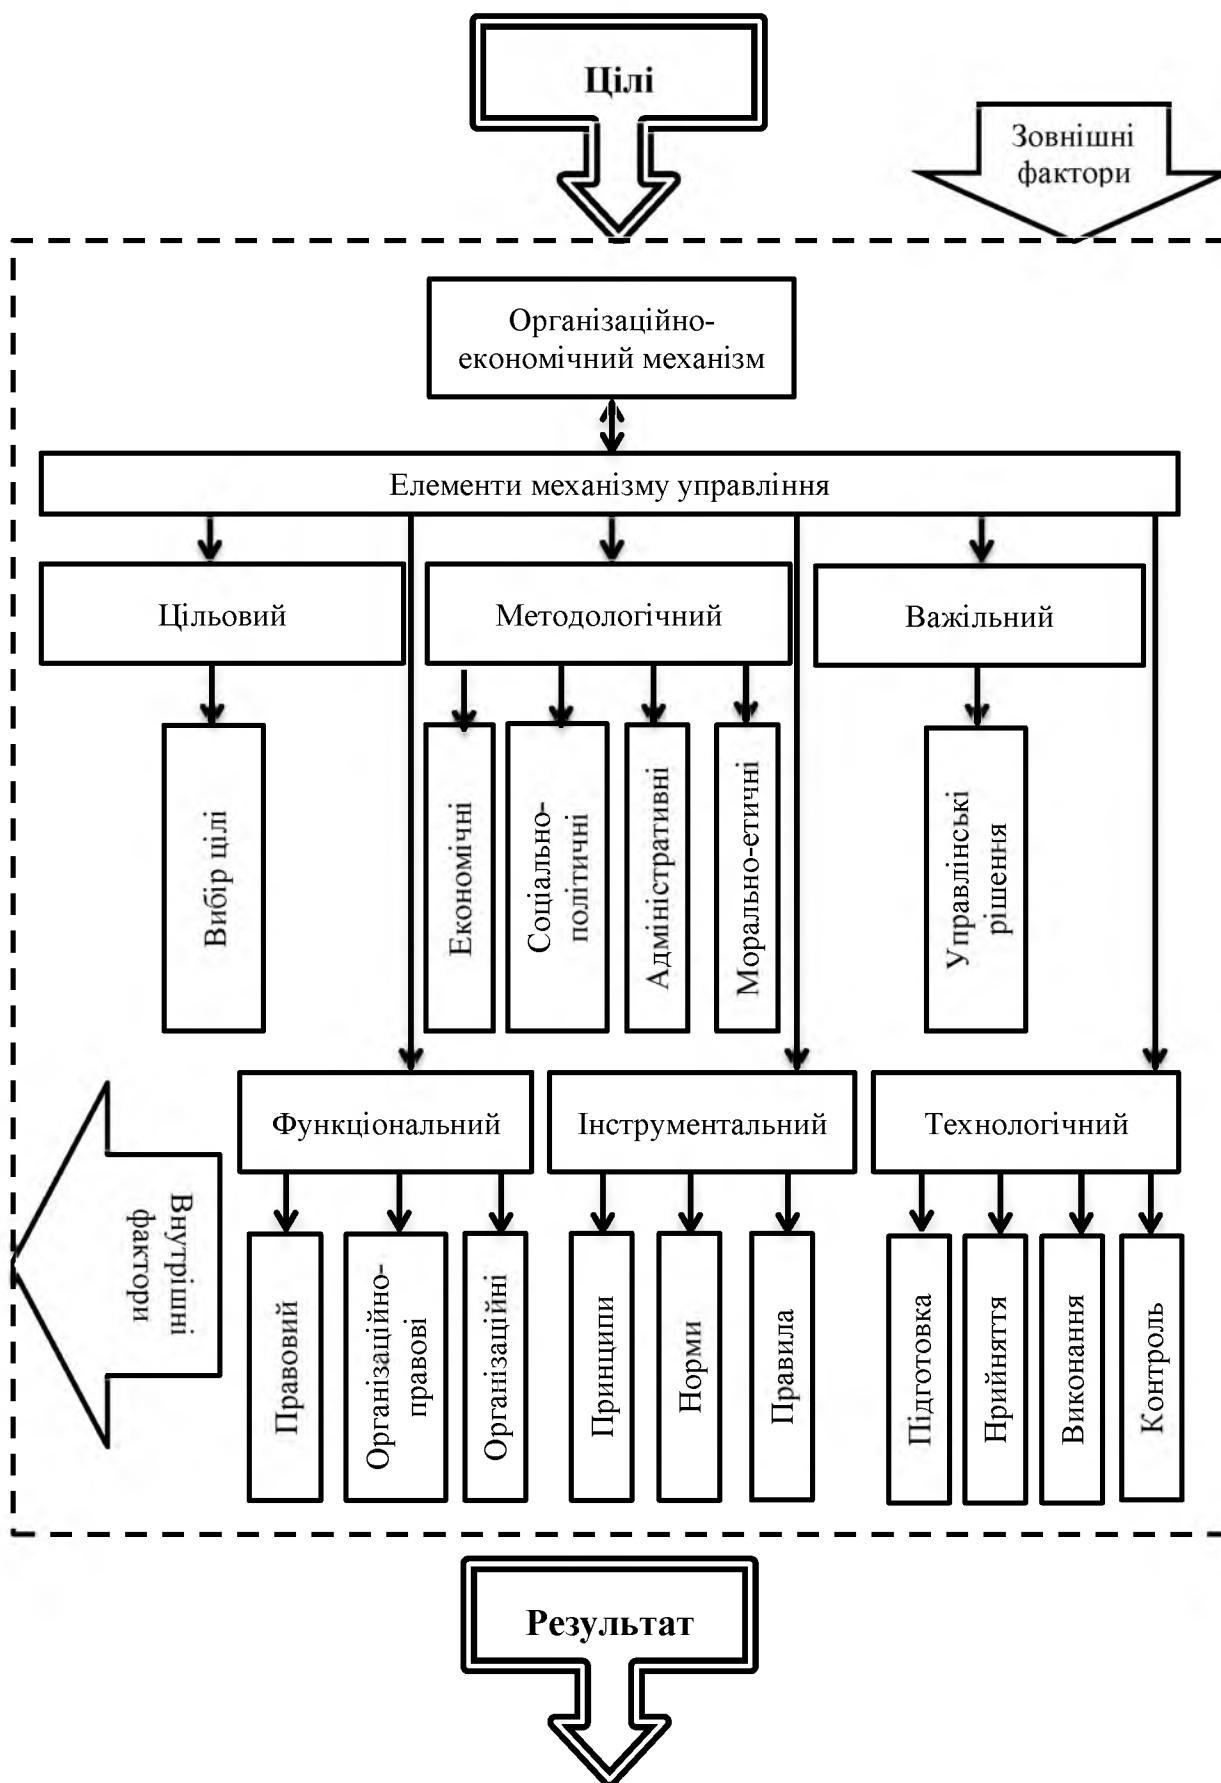 Цілі
Зовнішні
фактори
Організаційно-
економічний механізм
Елементи механізму управління
Цільовий
Методологічний
Важільний
Вибір цілі
Економічні
Соціально-
політичні
Адміністративні
Морально-етичні
Управлінські
рішення
Функціональний
Інструментальний
Технологічний
Внутрішні
фактори
Правовий
Організаційно-
правові
Організаційні
Принципи
Норми
Правила
Підготовка
Нрийняття
Виконання
Контроль
Результат